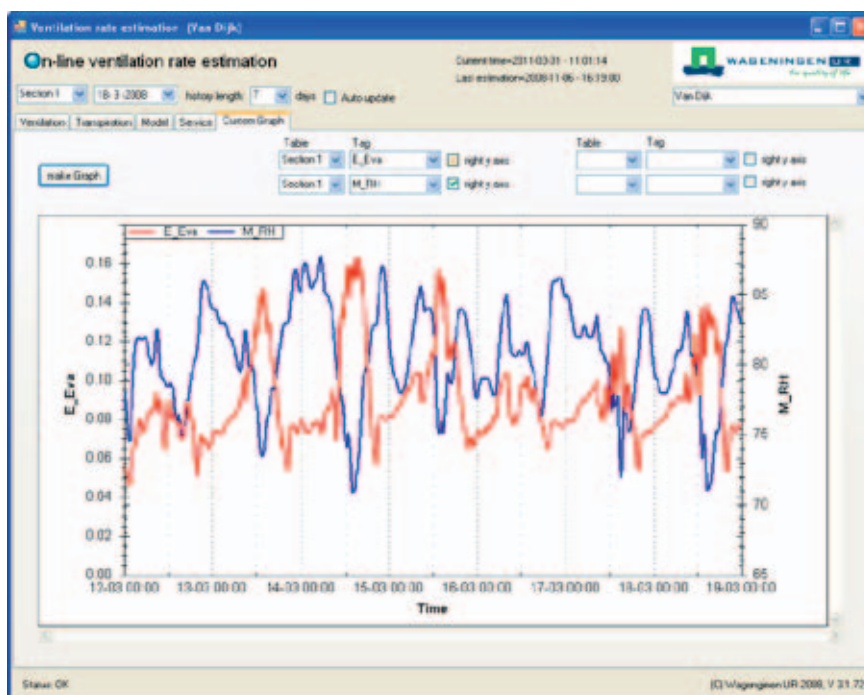 Ventilation rate estimation [Van Dijk]
On-line ventilation rate estimation
Current time=2011-03-31 - 11:01:14
Last estimation=2008-11-06 - 16:19:00
WAGENINGEN UR
for quality of life
Section 1 18-3-2008 history length: 7 days Auto update
Van Dijk
Ventilation Transpiration Model Service Custom Graph
Table Tag Table Tag
make Graph
Section 1 E_Eva right y axis right y axis
Section 1 M_RH right y axis right y axis
E_Eva M_RH
0.16
0.14
0.12
0.10
0.08
0.06
0.04
0.02
0.00
E_Eva
90
85
80
75
70
65
M_RH
12-03 00:00 13-03 00:00 14-03 00:00 15-03 00:00 16-03 00:00 17-03 00:00 18-03 00:00 19-03 00:00
Time
Status: OK
(C) Wageningen UR 2008, V 3.1.73